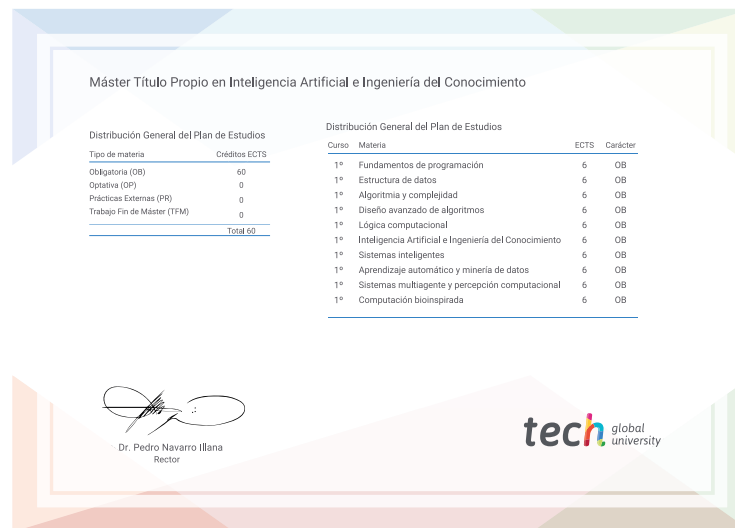 Máster Título Propio en Inteligencia Artificial e Ingeniería del Conocimiento
Distribución General del Plan de Estudios
Tipo de materia Créditos ECTS
Obligatoria (OB) 60
Optativa (OP) 0
Prácticas Externas (PR) 0
Trabajo Fin de Máster (TFM) 0
Total 60
Distribución General del Plan de Estudios
Curso Materia ECTS Carácter
1º Fundamentos de programación 6 OB
1º Estructura de datos 6 OB
1º Algoritmia y complejidad 6 OB
1º Diseño avanzado de algoritmos 6 OB
1º Lógica computacional 6 OB
1º Inteligencia Artificial e Ingeniería del Conocimiento 6 OB
1º Sistemas inteligentes 6 OB
1º Aprendizaje automático y minería de datos 6 OB
1º Sistemas multiagente y percepción computacional 6 OB
1º Computación bioinspirada 6 OB
Dr. Pedro Navarro Illana
Rector
tech global
university